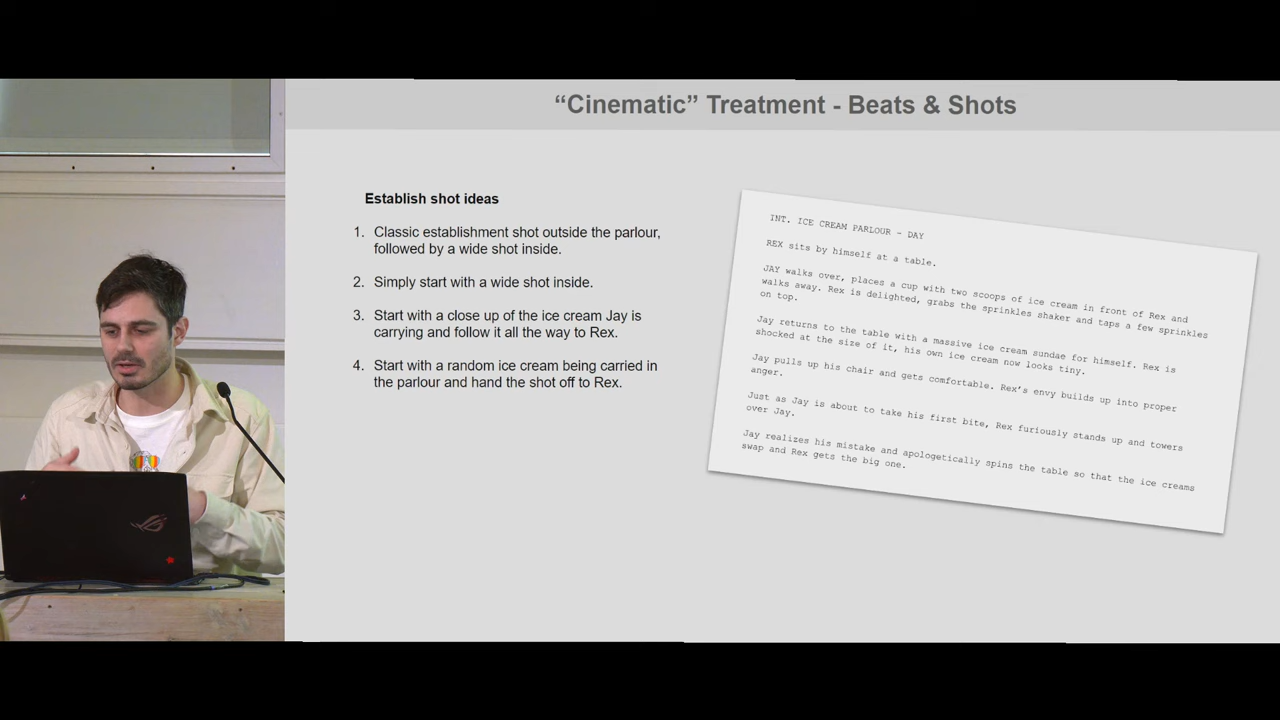 “Cinematic” Treatment - Beats & Shots
Establish shot ideas
1. Classic establishment shot outside the parlour,
followed by a wide shot inside.
2. Simply start with a wide shot inside.
3. Start with a close up of the ice cream Jay is
carrying and follow it all the way to Rex.
4. Start with a random ice cream being carried in
the parlour and hand the shot off to Rex.
INT. ICE CREAM PARLOUR - DAY
REX sits by himself at a table.
JAY walks over, places a cup with two scoops of ice cream in front of Rex and
walks away. Rex is delighted, grabs the sprinkles shaker and taps a few sprinkles
on top.
Jay returns to the table with a massive ice cream sundae for himself. Rex is
shocked at the size of it, his own ice cream now looks tiny.
Jay pulls up his chair and gets comfortable. Rex's envy builds up into proper
anger.
Just as Jay is about to take his first bite, Rex furiously stands up and towers
over Jay.
Jay realizes his mistake and apologetically spins the table so that the ice creams
swap and Rex gets the big one.